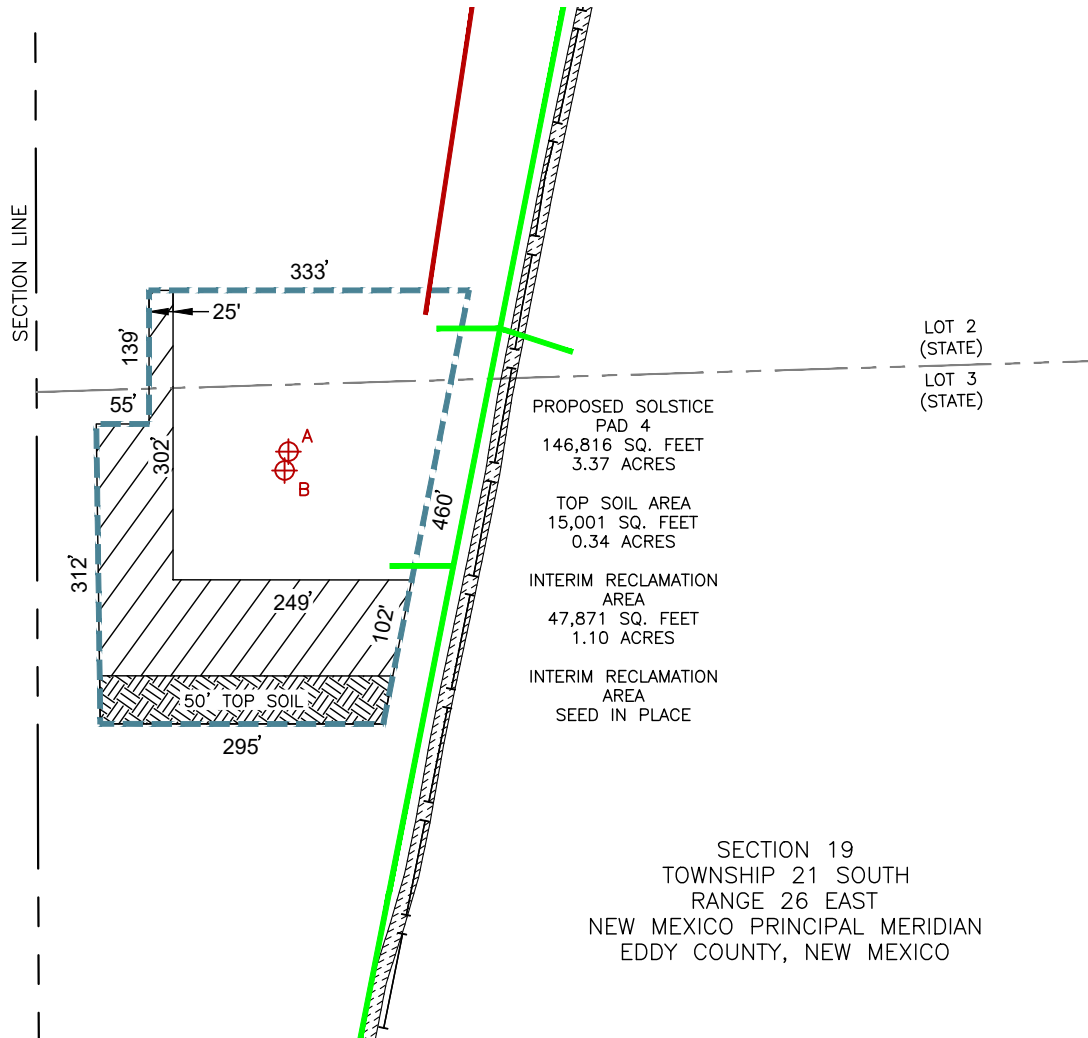 SECTION LINE
333'
25'
139'
55'
302'
A
B
460'
312'
249'
102'
50' TOP SOIL
295'
LOT 2
(STATE)
LOT 3
(STATE)
PROPOSED SOLSTICE
PAD 4
146,816 SQ. FEET
3.37 ACRES
TOP SOIL AREA
15,001 SQ. FEET
0.34 ACRES
INTERIM RECLAMATION
AREA
47,871 SQ. FEET
1.10 ACRES
INTERIM RECLAMATION
AREA
SEED IN PLACE
SECTION 19
TOWNSHIP 21 SOUTH
RANGE 26 EAST
NEW MEXICO PRINCIPAL MERIDIAN
EDDY COUNTY, NEW MEXICO